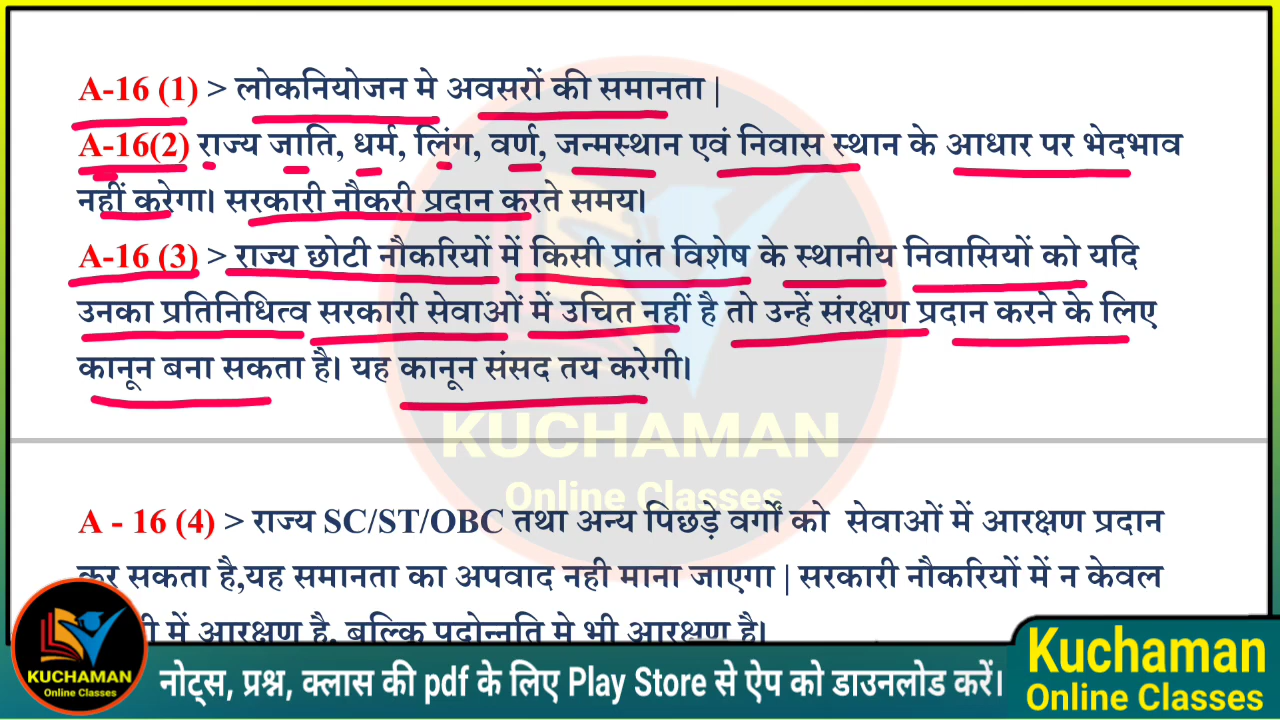 A-16 (1) > लोकनियोजन मे अवसरों की समानता |
A-16(2) राज्य जाति, धर्म, लिंग, वर्ण, जन्मस्थान एवं निवास स्थान के आधार पर भेदभाव
नहीं करेगा। सरकारी नौकरी प्रदान करते समय।
A-16 (3) > राज्य छोटी नौकरियों में किसी प्रांत विशेष के स्थानीय निवासियों को यदि
उनका प्रतिनिधित्व सरकारी सेवाओं में उचित नहीं है तो उन्हें संरक्षण प्रदान करने के लिए
कानून बना सकता है। यह कानून संसद तय करेगी।
KUCHAMAN
Online Classes
A - 16 (4) > राज्य SC/ST/OBC तथा अन्य पिछड़े वर्गों को सेवाओं में आरक्षण प्रदान
कर सकता है,यह समानता का अपवाद नही माना जाएगा | सरकारी नौकरियों में न केवल
में आरक्षण है, बल्कि पदोन्नति मे भी आरक्षण है।
KUCHAMAN
Online Classes
नोट्स, प्रश्न, क्लास की pdf के लिए Play Store से ऐप को डाउनलोड करें।
Kuchaman
Online Classes